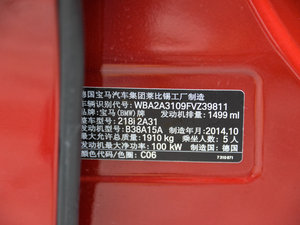 德国宝马汽车集团莱比锡工厂制造
车辆识别代号: WBA2A3109FVZ39811
品牌: 宝马(BMW)牌 发动机排量: 1499 ml
整车型号: 218i 2A31
发动机型号: B38A15A 制造年月: 2014.10
最大允许总质量: 1910 kg 乘坐人数: 5 人
发动机最大净功率: 100 kW 制造国: 德国
颜色代码/色圈: C06
7 310 871